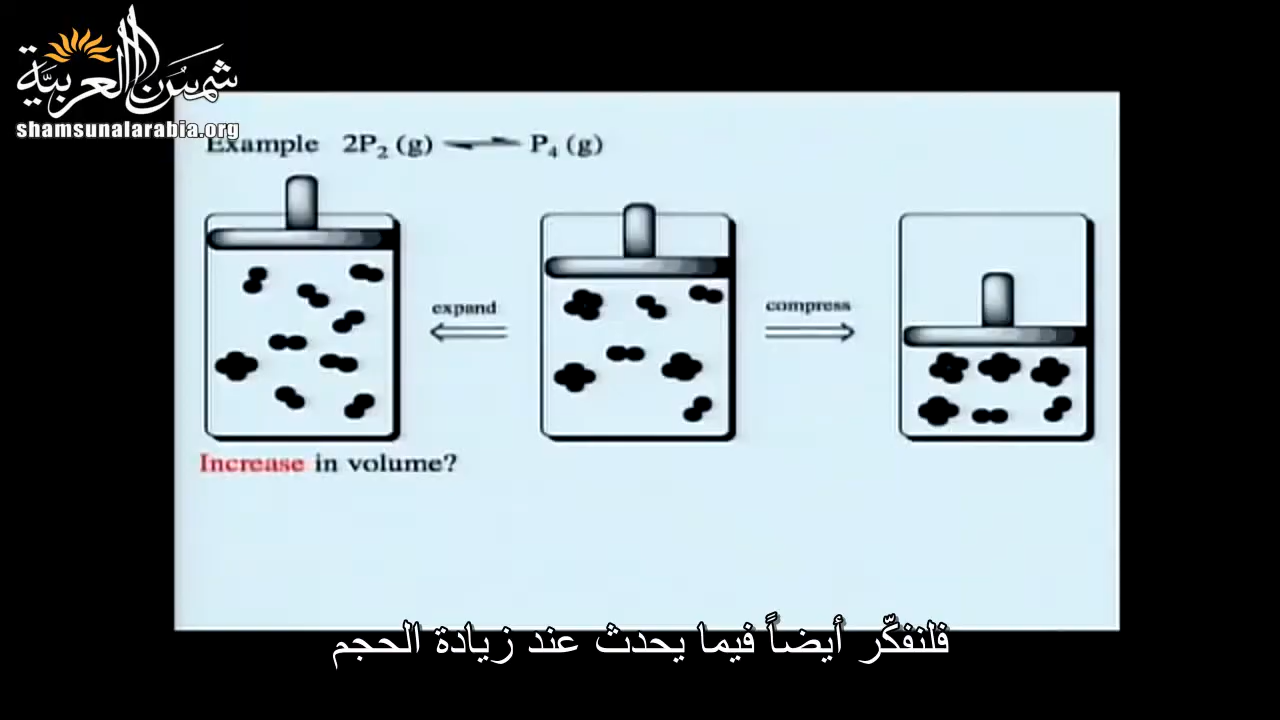 شمس العربية
shamsunalarabia.org
Example 2P₂ (g) ⇌ P₄ (g)
expand
compress
Increase in volume?
فلنفكّر أيضاً فيما يحدث عند زيادة الحجم